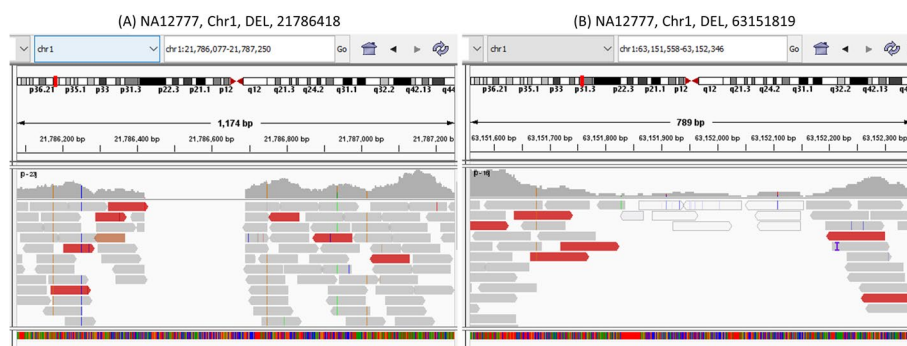 (A) NA12777, Chr1, DEL, 21786418
chr1 chr1:21,786,077-21,787,250 Go
p36.21 p35.1 p33 p31.3 p22.3 p21.1 p12 q12 q21.3 q24.2 q31.1 q32.2 q42.13 q44
1,174 bp
21,786,200 bp 21,786,400 bp 21,786,600 bp 21,786,800 bp 21,787,000 bp 21,787,200 bp
[0 - 23]
(B) NA12777, Chr1, DEL, 63151819
chr1 chr1:63,151,558-63,152,346 Go
p36.21 p35.1 p33 p31.3 p22.3 p21.1 p12 q12 q21.3 q24.2 q31.1 q32.2 q42.13
789 bp
63,151,600 bp 63,151,700 bp 63,151,800 bp 63,151,900 bp 63,152,000 bp 63,152,100 bp 63,152,200 bp 63,152,300 bp